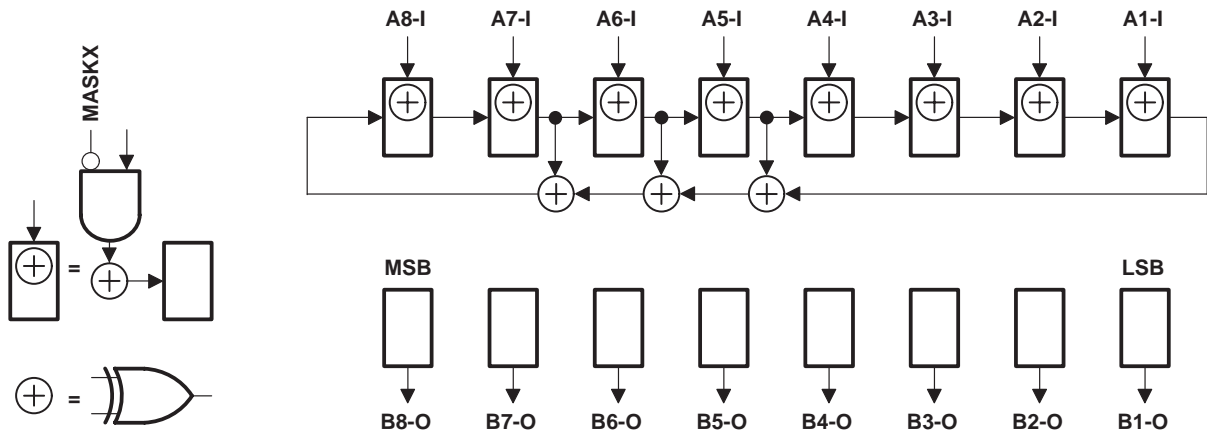 A8-I A7-I A6-I A5-I A4-I A3-I A2-I A1-I
MASKX
=
MSB LSB
=
B8-O B7-O B6-O B5-O B4-O B3-O B2-O B1-O